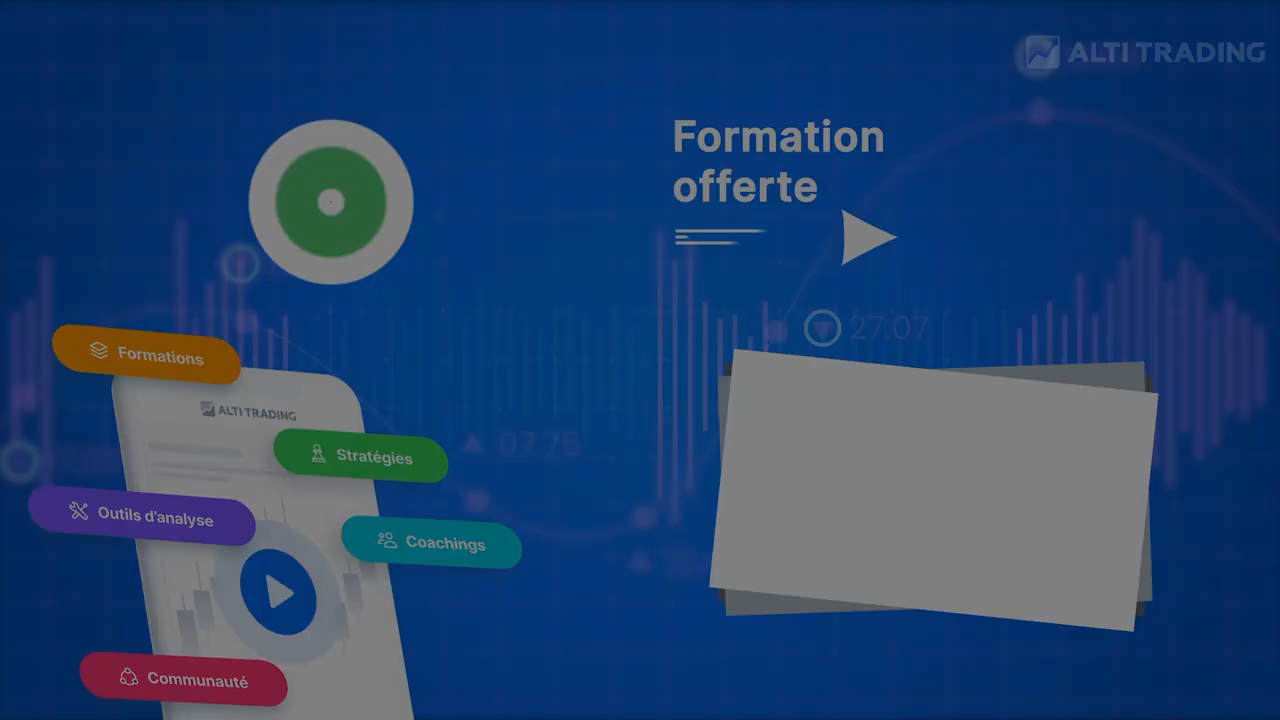 ALTI TRADING
Formation
offerte
27.07
Formations
ALTI TRADING
07.75
Stratégies
Outils d'analyse
Coachings
Communauté